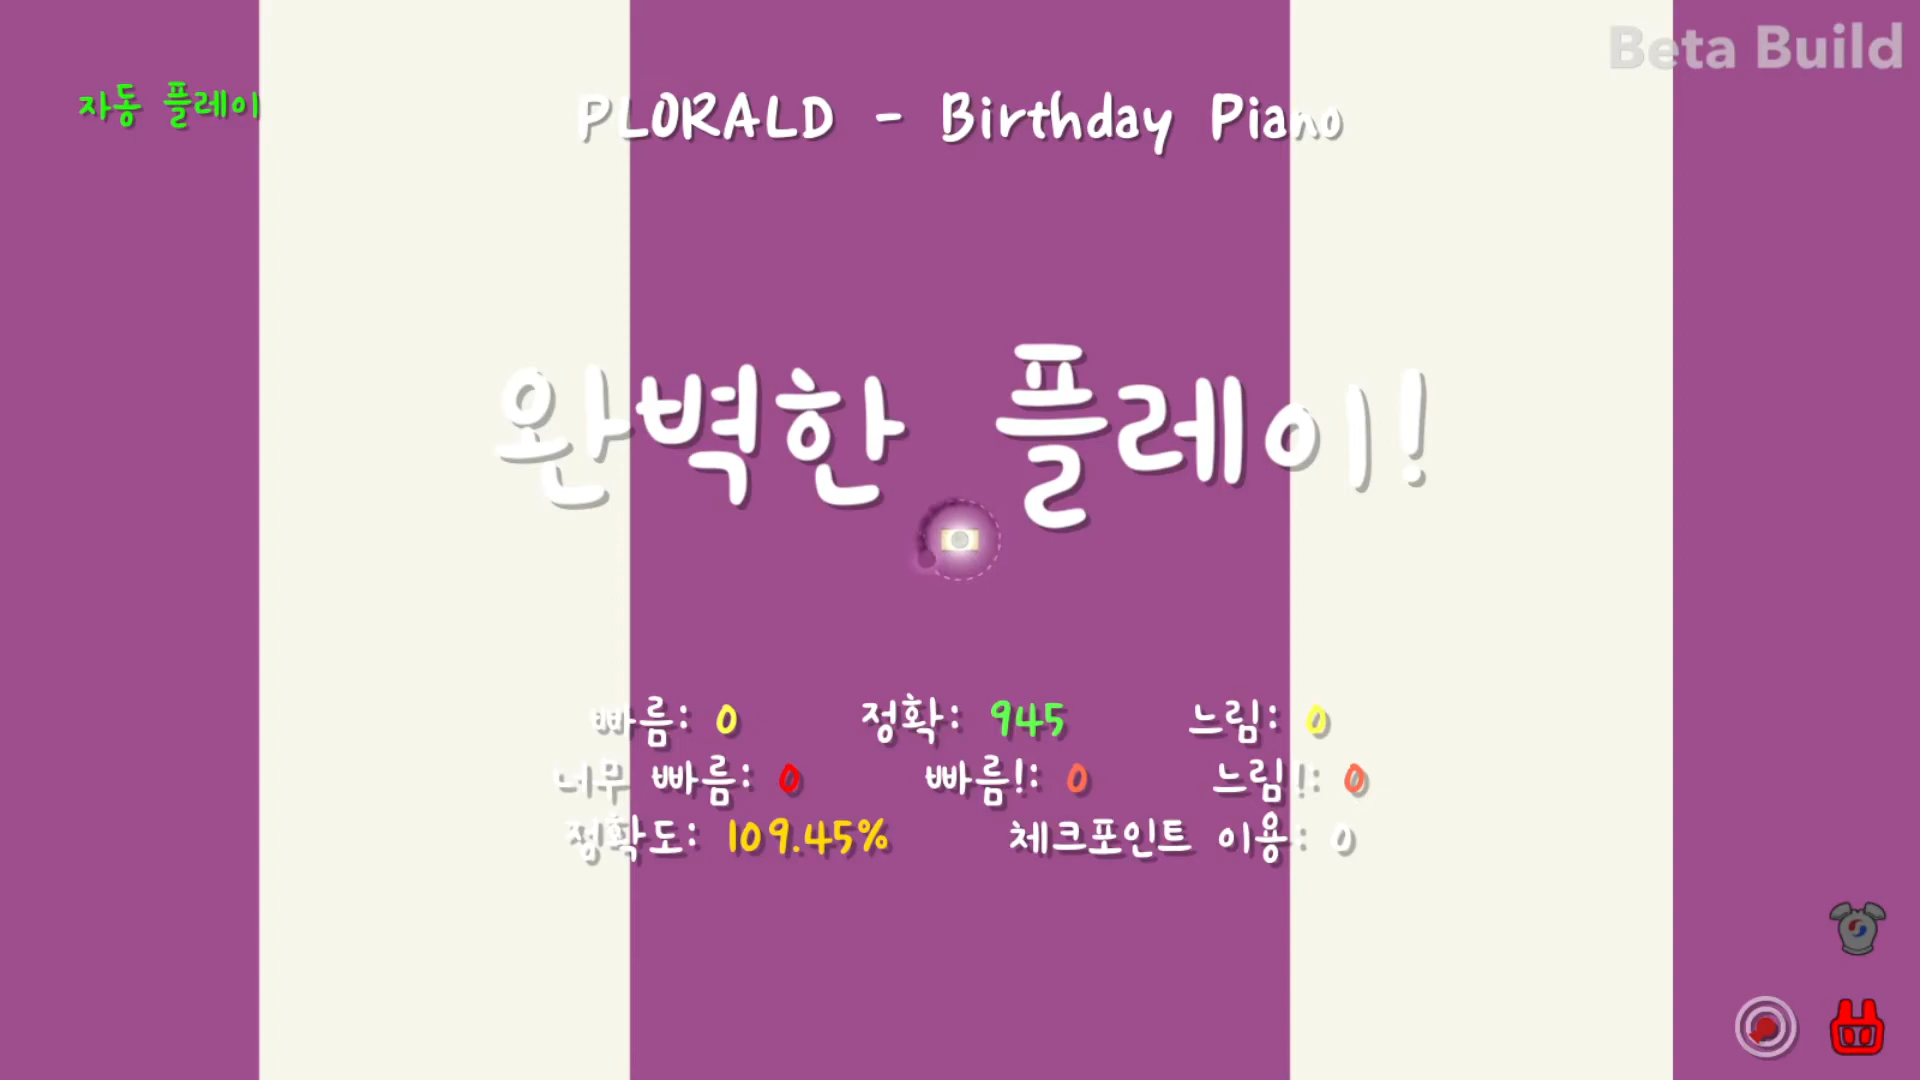 Beta Build
자동 플레이
PLORALD - Birthday Piano
완벽한 플레이!
빠름: 0 정확: 945 느림: 0
너무 빠름: 0 빠름!: 0 느림!: 0
정확도: 109.45% 체크포인트 이용: 0